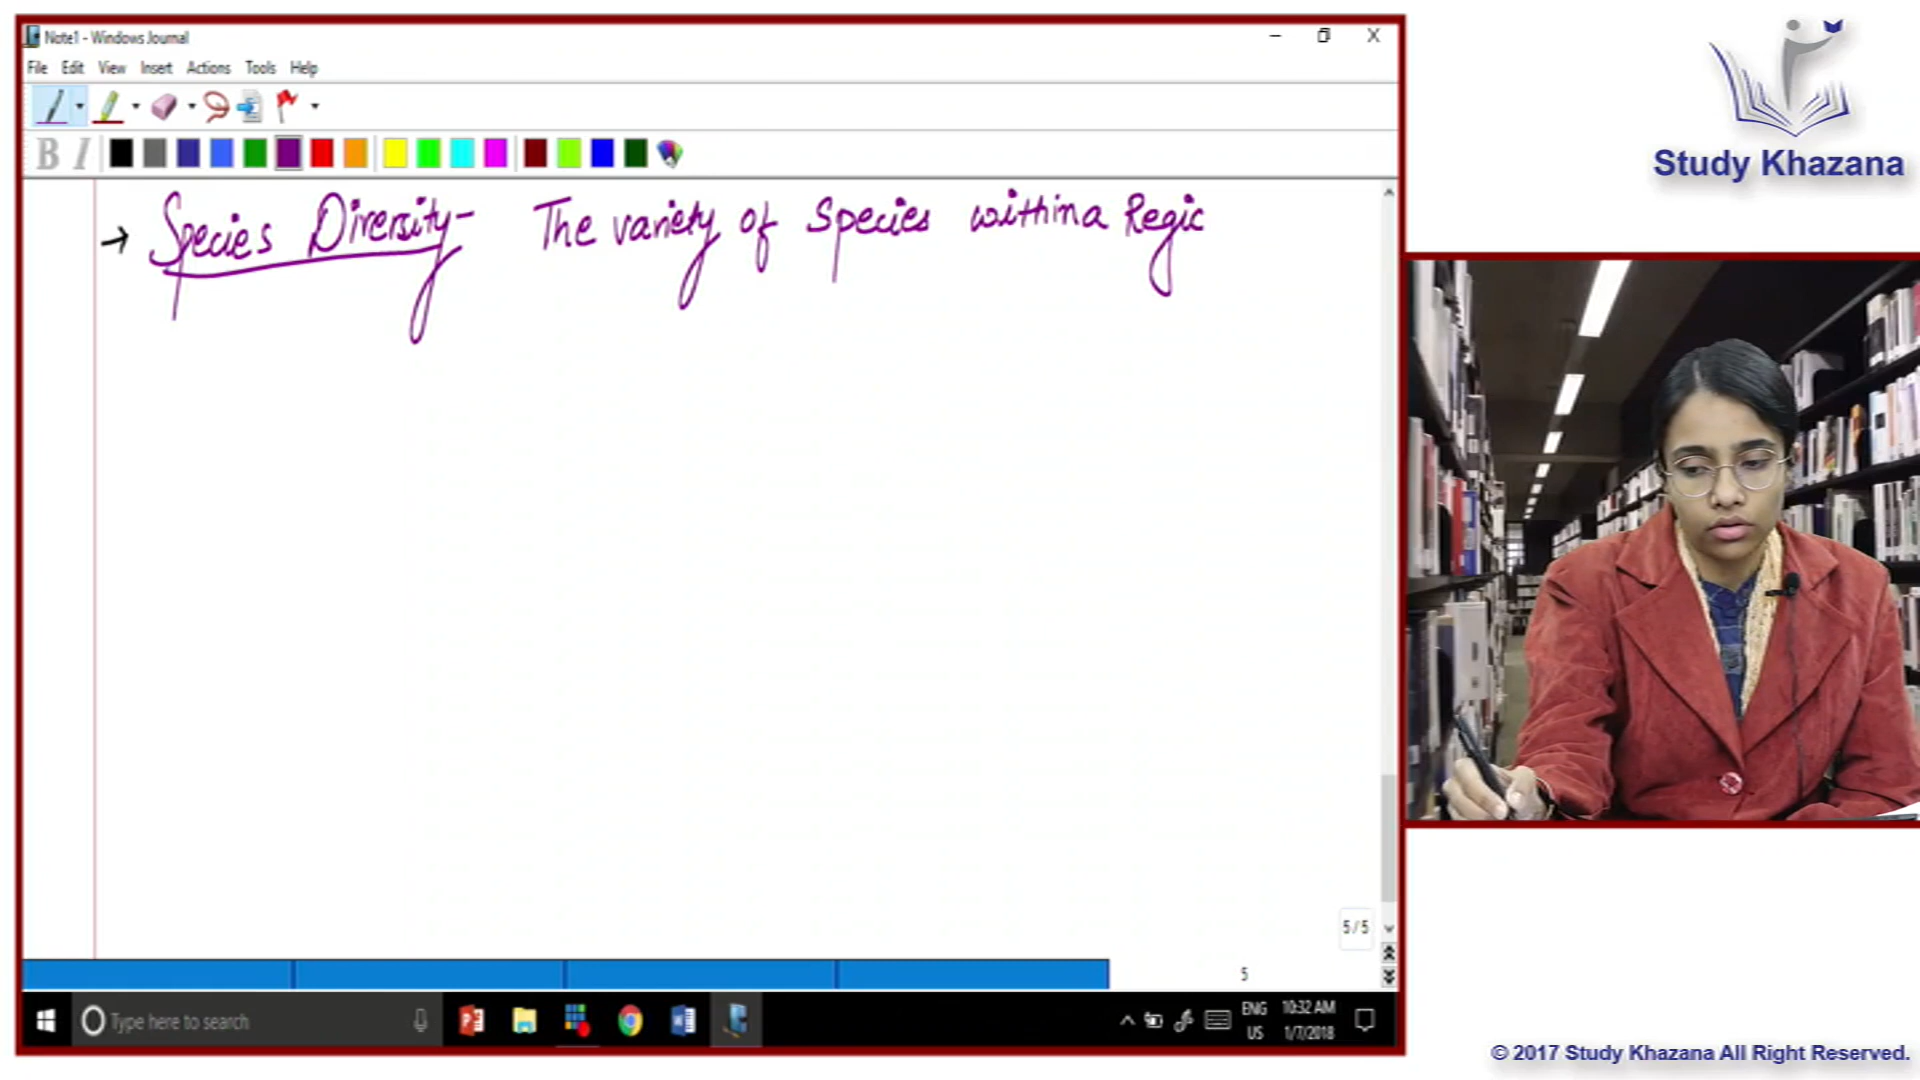 Note1 - Windows Journal
File Edit View Insert Actions Tools Help
B I
→ Species Diversity- The variety of Species within a Regic
5 / 5
5
Type here to search
ENG
US
10:32 AM
1/7/2018
Study Khazana
© 2017 Study Khazana All Right Reserved.